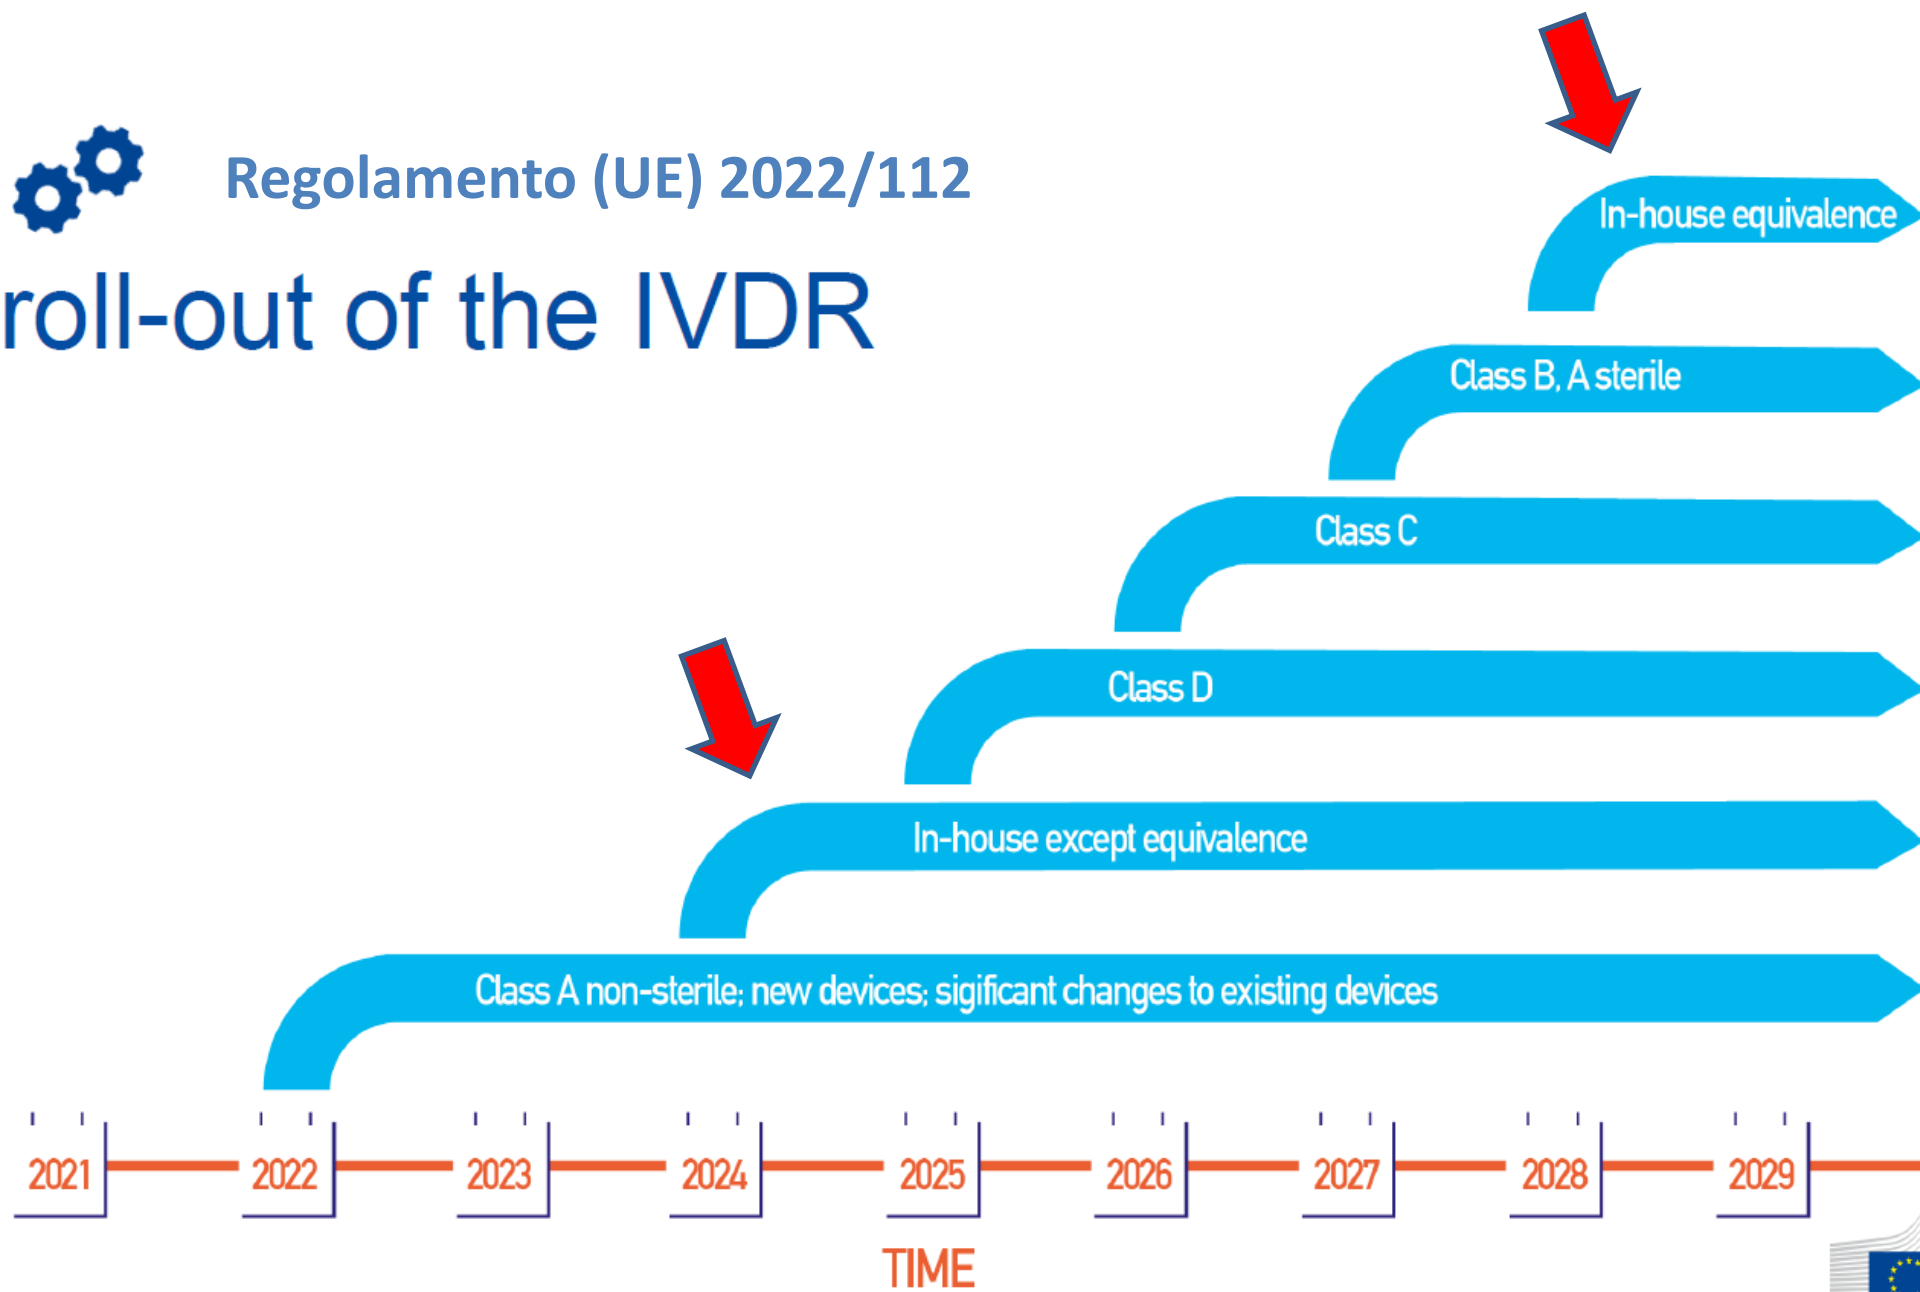 Regolamento (UE) 2022/112
roll-out of the IVDR
In-house equivalence
Class B, A sterile
Class C
Class D
In-house except equivalence
Class A non-sterile; new devices; sigificant changes to existing devices
2021 2022 2023 2024 2025 2026 2027 2028 2029
TIME